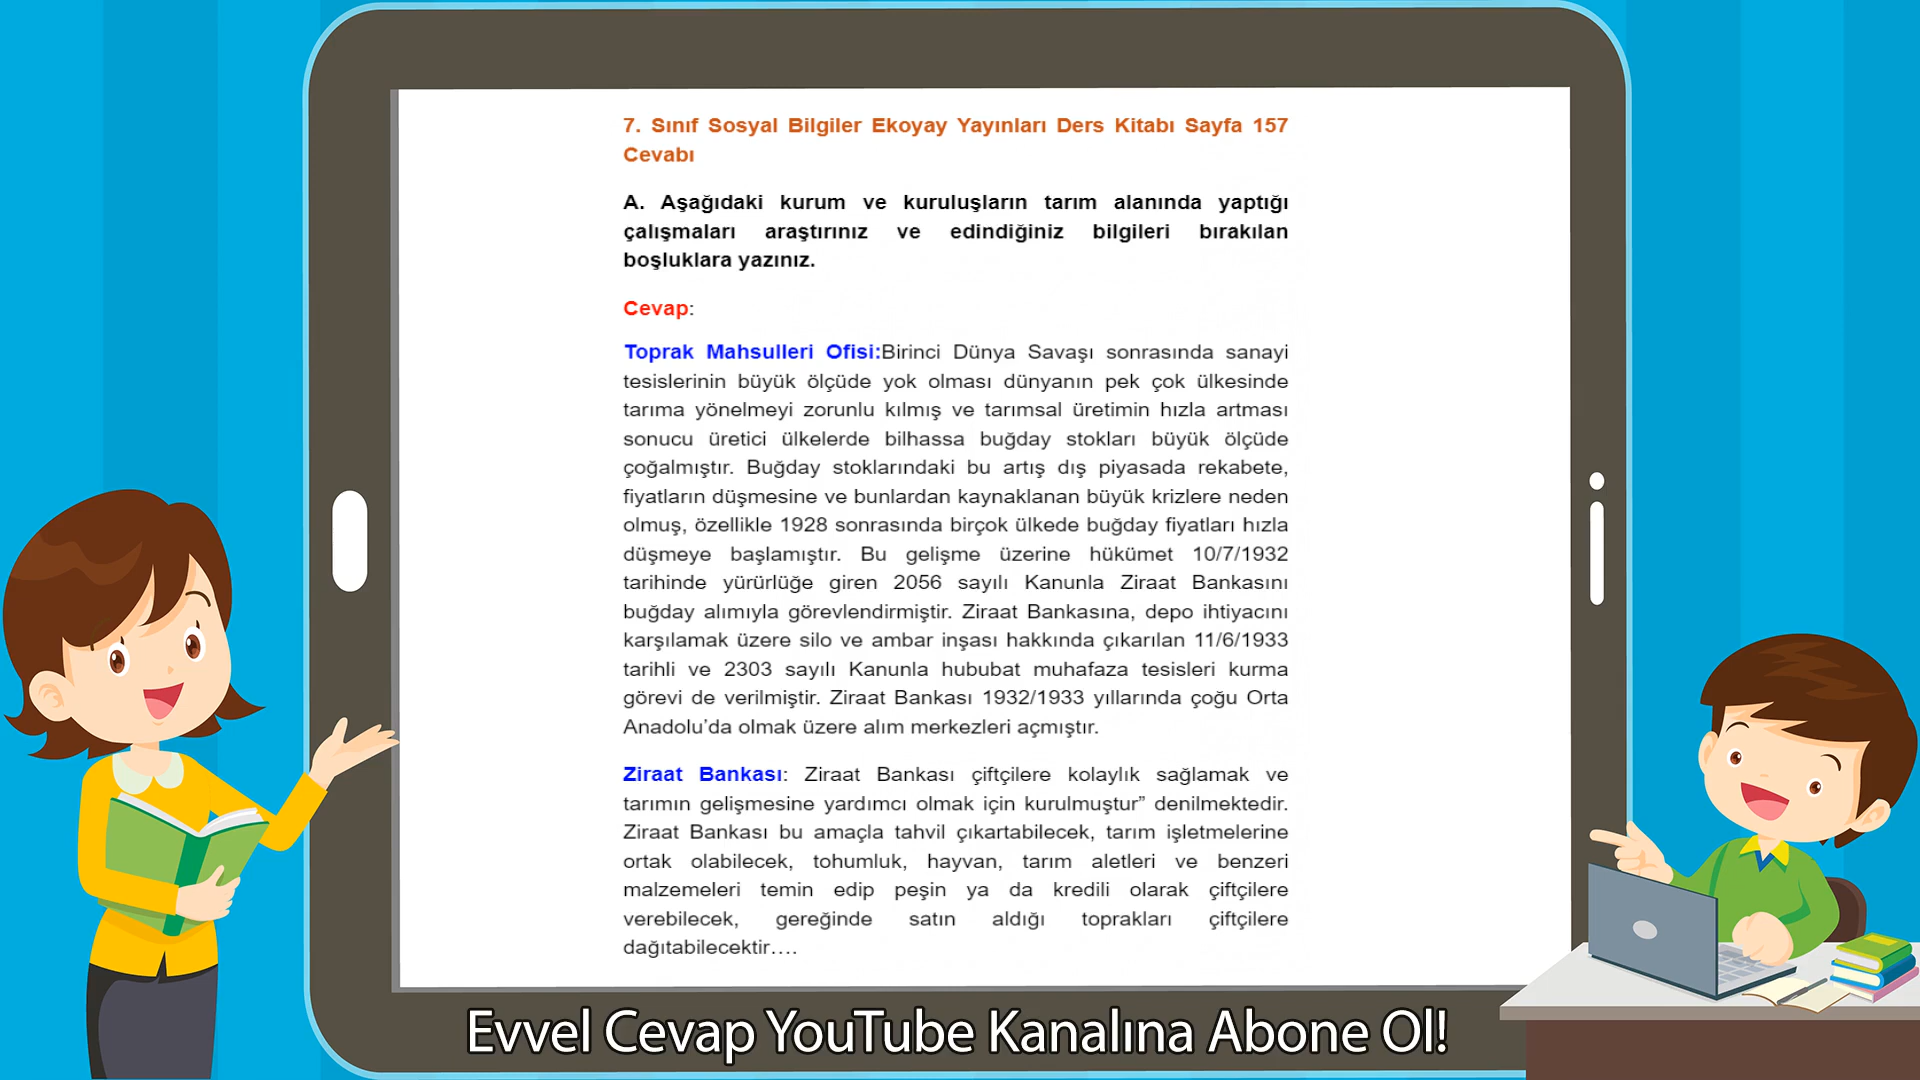 7. Sınıf Sosyal Bilgiler Ekoyay Yayınları Ders Kitabı Sayfa 157
Cevabı
A. Aşağıdaki kurum ve kuruluşların tarım alanında yaptığı
çalışmaları araştırınız ve edindiğiniz bilgileri bırakılan
boşluklara yazınız.
Cevap:
Toprak Mahsulleri Ofisi:Birinci Dünya Savaşı sonrasında sanayi
tesislerinin büyük ölçüde yok olması dünyanın pek çok ülkesinde
tarıma yönelmeyi zorunlu kılmış ve tarımsal üretimin hızla artması
sonucu üretici ülkelerde bilhassa buğday stokları büyük ölçüde
çoğalmıştır. Buğday stoklarındaki bu artış dış piyasada rekabete,
fiyatların düşmesine ve bunlardan kaynaklanan büyük krizlere neden
olmuş, özellikle 1928 sonrasında birçok ülkede buğday fiyatları hızla
düşmeye başlamıştır. Bu gelişme üzerine hükümet 10/7/1932
tarihinde yürürlüğe giren 2056 sayılı Kanunla Ziraat Bankasını
buğday alımıyla görevlendirmiştir. Ziraat Bankasına, depo ihtiyacını
karşılamak üzere silo ve ambar inşası hakkında çıkarılan 11/6/1933
tarihli ve 2303 sayılı Kanunla hububat muhafaza tesisleri kurma
görevi de verilmiştir. Ziraat Bankası 1932/1933 yıllarında çoğu Orta
Anadolu’da olmak üzere alım merkezleri açmıştır.
Ziraat Bankası: Ziraat Bankası çiftçilere kolaylık sağlamak ve
tarımın gelişmesine yardımcı olmak için kurulmuştur” denilmektedir.
Ziraat Bankası bu amaçla tahvil çıkartabilecek, tarım işletmelerine
ortak olabilecek, tohumluk, hayvan, tarım aletleri ve benzeri
malzemeleri temin edip peşin ya da kredili olarak çiftçilere
verebilecek, gereğinde satın aldığı toprakları çiftçilere
dağıtabilecektir….
Evvel Cevap YouTube Kanalına Abone Ol!